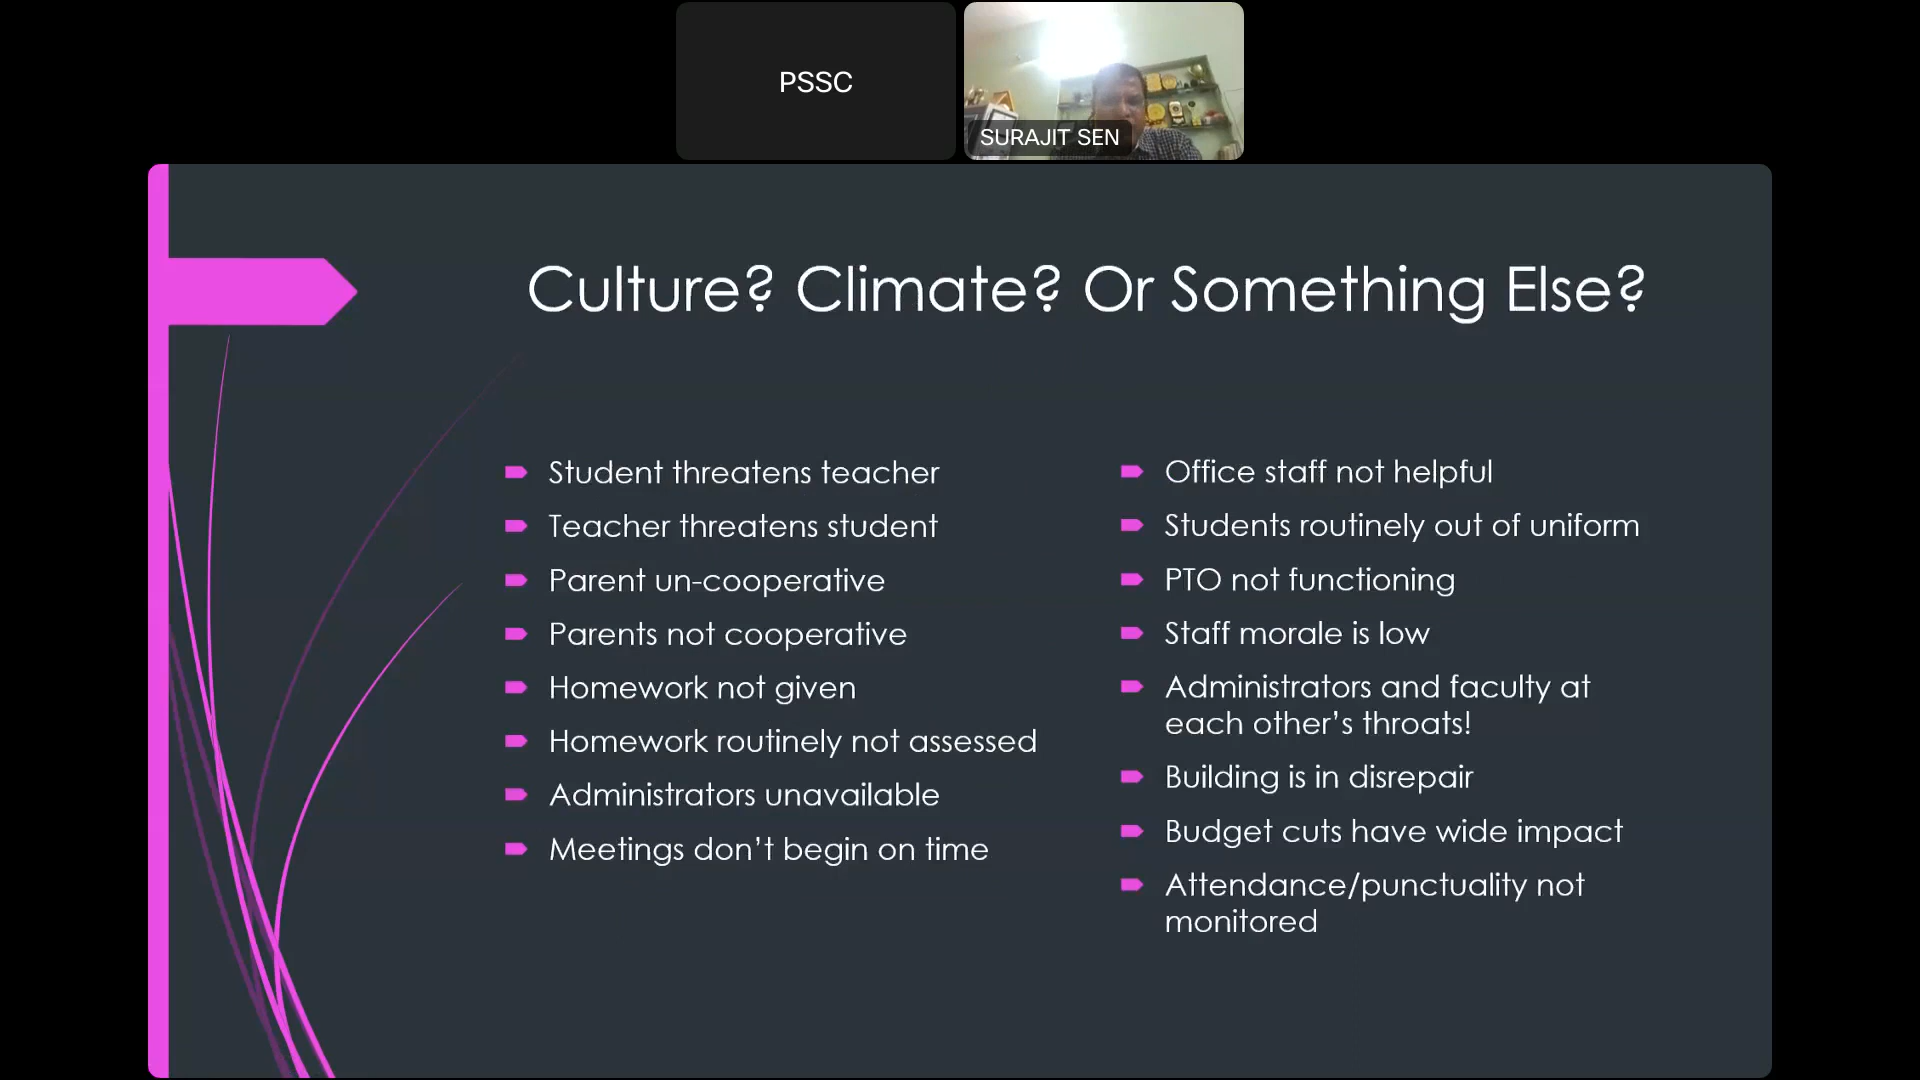 PSSC
SURAJIT SEN
Culture? Climate? Or Something Else?
Student threatens teacher
Teacher threatens student
Parent un-cooperative
Parents not cooperative
Homework not given
Homework routinely not assessed
Administrators unavailable
Meetings don’t begin on time
Office staff not helpful
Students routinely out of uniform
PTO not functioning
Staff morale is low
Administrators and faculty at
each other’s throats!
Building is in disrepair
Budget cuts have wide impact
Attendance/punctuality not
monitored